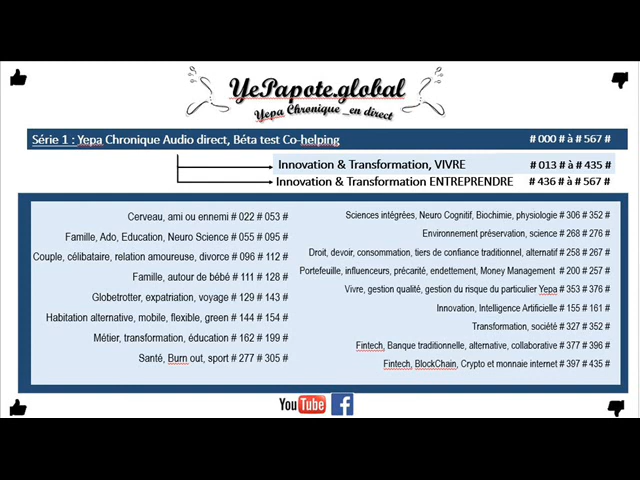 YePapote.global
Yepa Chronique _en direct
Série 1 : Yepa Chronique Audio direct, Béta test Co-helping # 000 # à # 567 #
Innovation & Transformation, VIVRE # 013 # à # 435 #
Innovation & Transformation ENTREPRENDRE # 436 # à # 567 #
Cerveau, ami ou ennemi # 022 # 053 #
Famille, Ado, Education, Neuro Science # 055 # 095 #
Couple, célibataire, relation amoureuse, divorce # 096 # 112 #
Famille, autour de bébé # 111 # 128 #
Globetrotter, expatriation, voyage # 129 # 143 #
Habitation alternative, mobile, flexible, green # 144 # 154 #
Métier, transformation, éducation # 162 # 199 #
Santé, Burn out, sport # 277 # 305 #
Sciences intégrées, Neuro Cognitif, Biochimie, physiologie # 306 # 352 #
Environnement préservation, science # 268 # 276 #
Droit, devoir, consommation, tiers de confiance traditionnel, alternatif # 258 # 267 #
Portefeuille, influenceurs, précarité, endettement, Money Management # 200 # 257 #
Vivre, gestion qualité, gestion du risque du particulier Yepa # 353 # 376 #
Innovation, Intelligence Artificielle # 155 # 161 #
Transformation, société # 327 # 352 #
Fintech, Banque traditionnelle, alternative, collaborative # 377 # 396 #
Fintech, BlockChain, Crypto et monnaie internet # 397 # 435 #
YouTube f